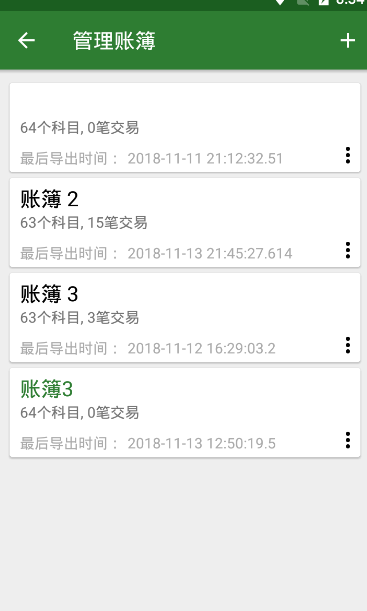 管理账簿
64个科目, 0笔交易
最后导出时间： 2018-11-11 21:12:32.51
账簿 2
63个科目, 15笔交易
最后导出时间： 2018-11-13 21:45:27.614
账簿 3
63个科目, 3笔交易
最后导出时间： 2018-11-12 16:29:03.2
账簿3
64个科目, 0笔交易
最后导出时间： 2018-11-13 12:50:19.5